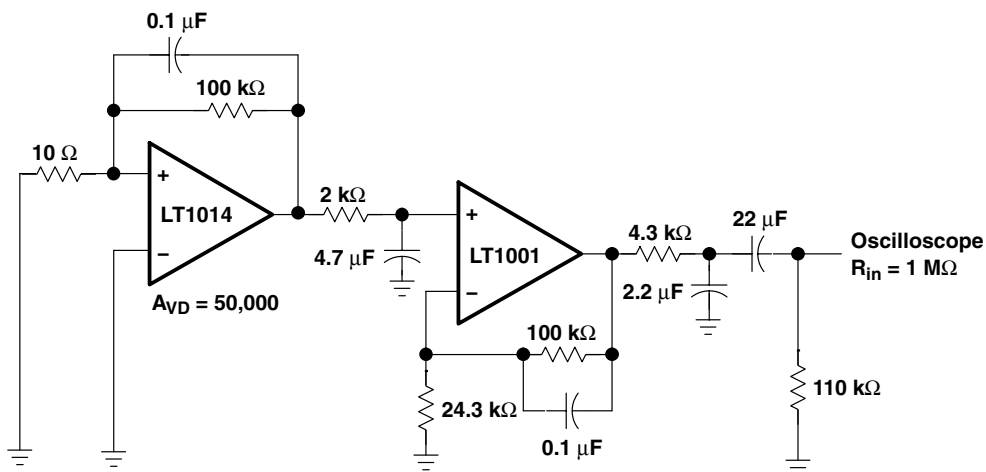 0.1 μF
100 kΩ
10 Ω
+
LT1014
−
A_VD = 50,000
2 kΩ
4.7 μF
+
LT1001
−
4.3 kΩ
22 μF
2.2 μF
Oscilloscope
R_in = 1 MΩ
100 kΩ
24.3 kΩ
0.1 μF
110 kΩ